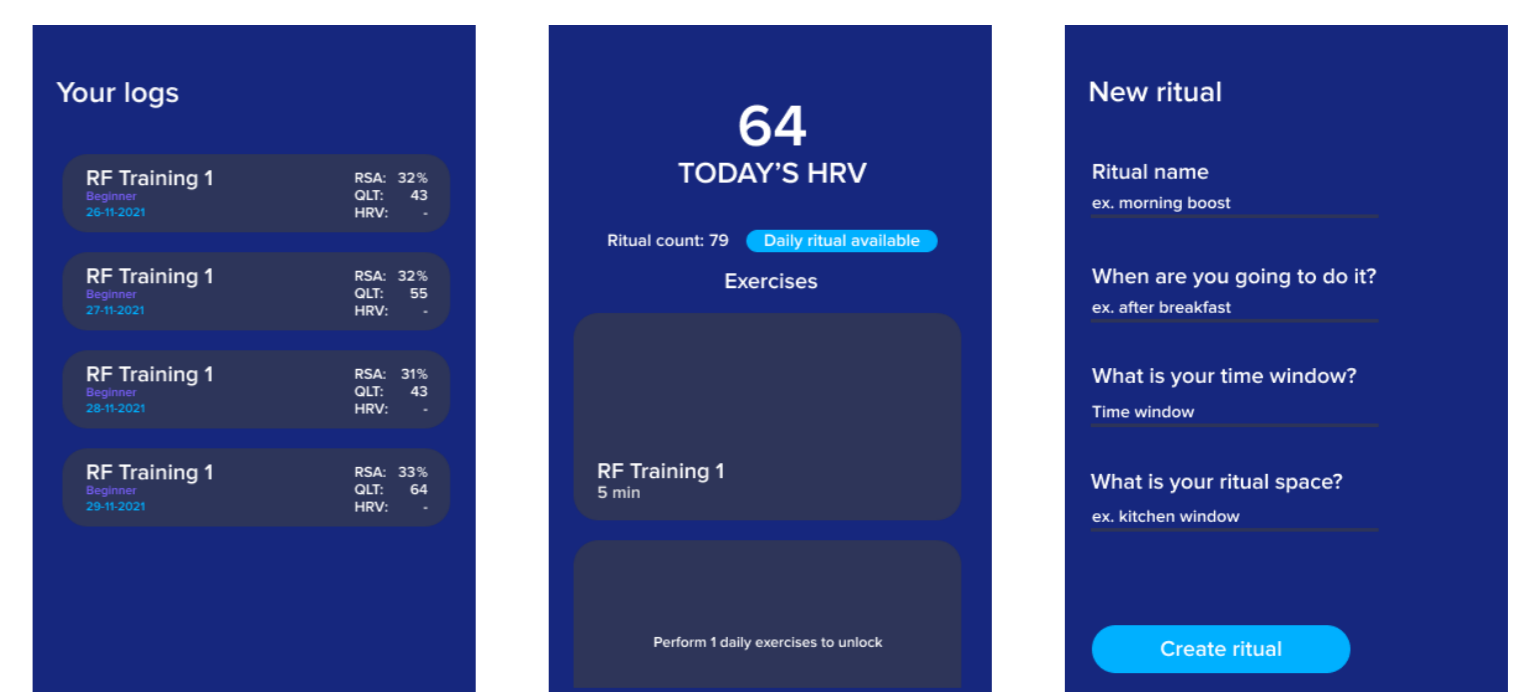 Your logs
RF Training 1
Beginner
26-11-2021
RSA: 32%
QLT: 43
HRV: -
RF Training 1
Beginner
27-11-2021
RSA: 32%
QLT: 55
HRV: -
RF Training 1
Beginner
28-11-2021
RSA: 31%
QLT: 43
HRV: -
RF Training 1
Beginner
29-11-2021
RSA: 33%
QLT: 64
HRV: -
64
TODAY'S HRV
Ritual count: 79 Daily ritual available
Exercises
RF Training 1
5 min
Perform 1 daily exercises to unlock
New ritual
Ritual name
ex. morning boost
When are you going to do it?
ex. after breakfast
What is your time window?
Time window
What is your ritual space?
ex. kitchen window
Create ritual